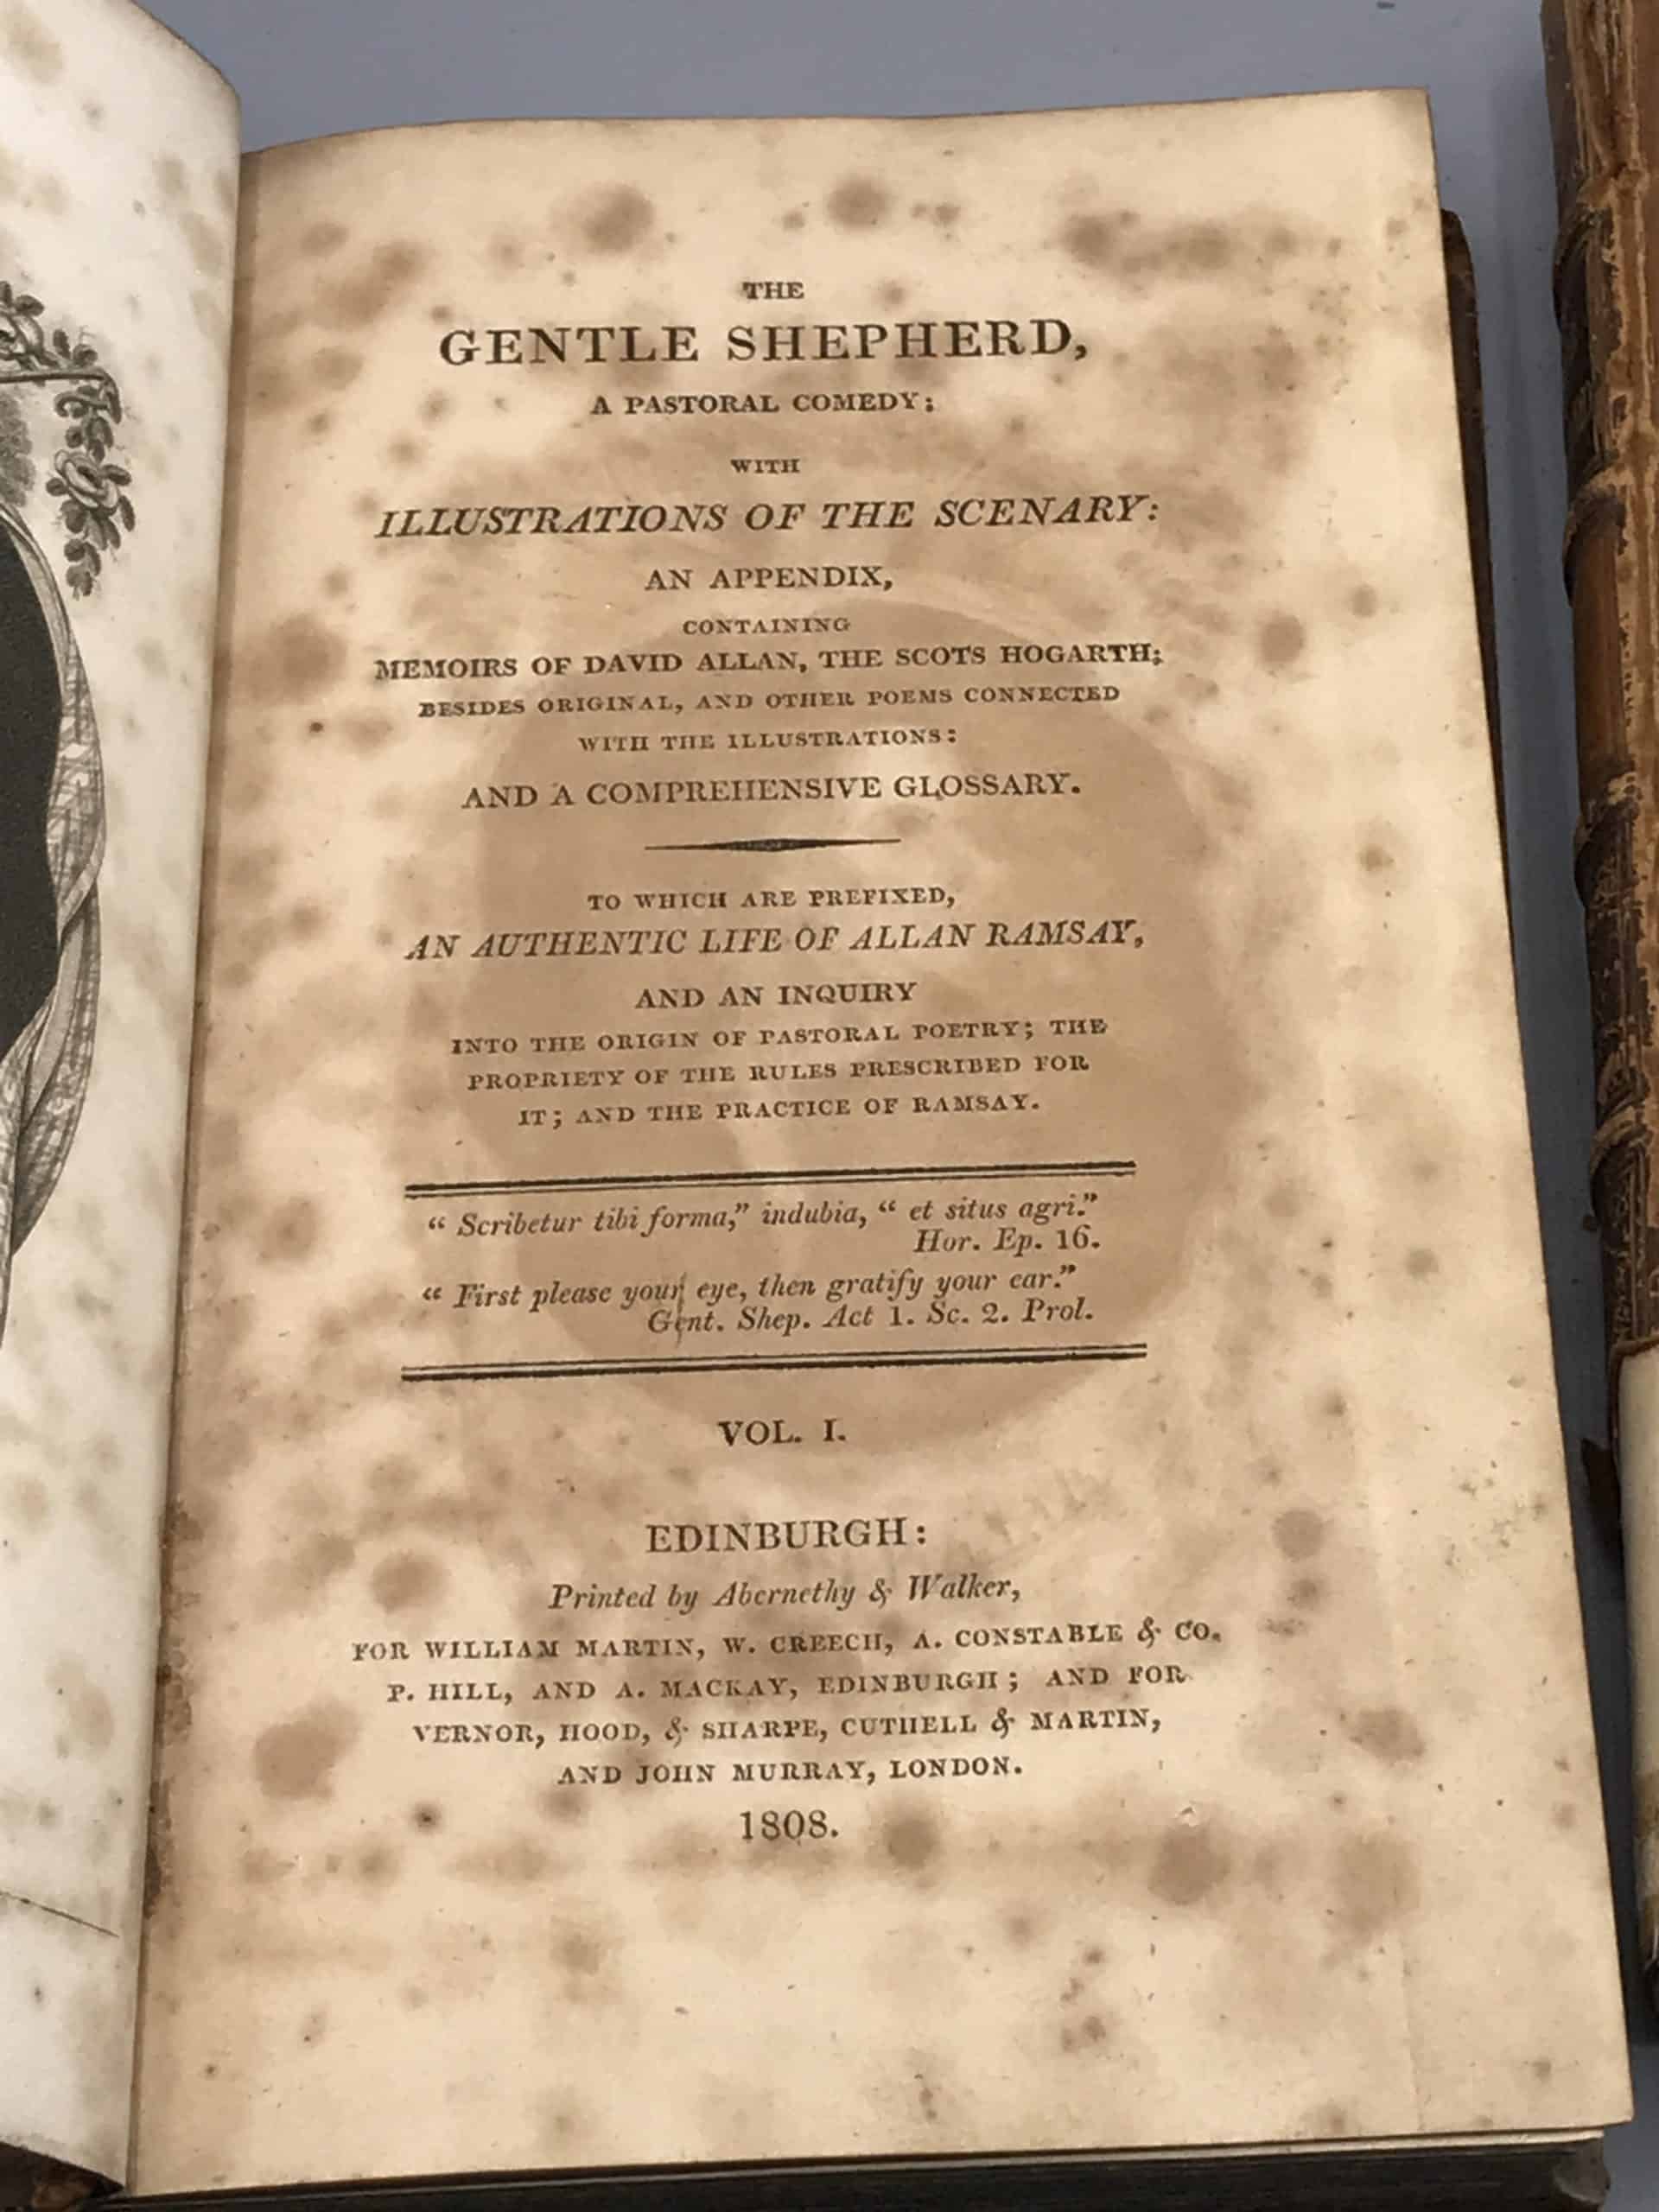 THE
GENTLE SHEPHERD,
A PASTORAL COMEDY;
WITH
ILLUSTRATIONS OF THE SCENARY:
AN APPENDIX,
CONTAINING
MEMOIRS OF DAVID ALLAN, THE SCOTS HOGARTH;
BESIDES ORIGINAL, AND OTHER POEMS CONNECTED
WITH THE ILLUSTRATIONS:
AND A COMPREHENSIVE GLOSSARY.
TO WHICH ARE PREFIXED,
AN AUTHENTIC LIFE OF ALLAN RAMSAY,
AND AN INQUIRY
INTO THE ORIGIN OF PASTORAL POETRY; THE
PROPRIETY OF THE RULES PRESCRIBED FOR
IT; AND THE PRACTICE OF RAMSAY.
“ Scribetur tibi forma,” indubia, “ et situs agri.”
Hor. Ep. 16.
“ First please your eye, then gratify your ear.”
Gent. Shep. Act 1. Sc. 2. Prol.
VOL. I.
EDINBURGH:
Printed by Abernethy & Walker,
FOR WILLIAM MARTIN, W. CREECH, A. CONSTABLE & CO.
P. HILL, AND A. MACKAY, EDINBURGH; AND FOR
VERNOR, HOOD, & SHARPE, CUTHELL & MARTIN,
AND JOHN MURRAY, LONDON.
1808.